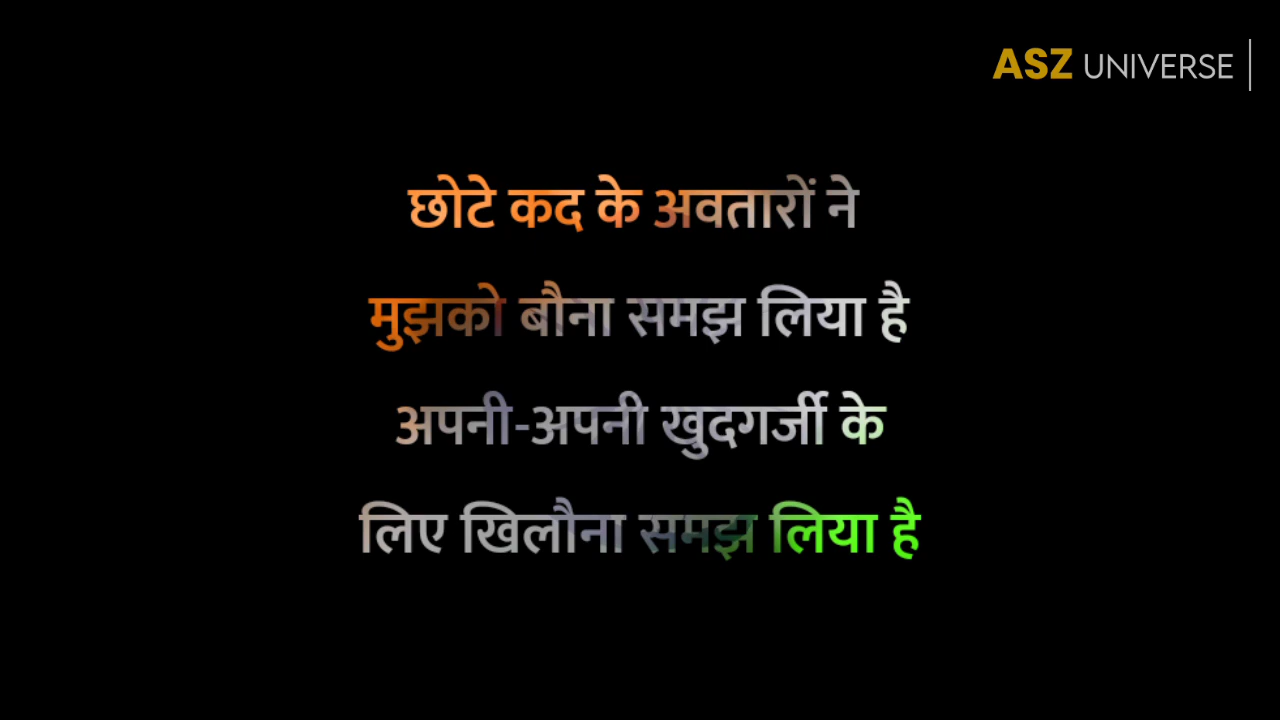 ASZ UNIVERSE
छोटे कद के अवतारों ने
मुझको बौना समझ लिया है
अपनी-अपनी खुदगर्जी के
लिए खिलौना समझ लिया है